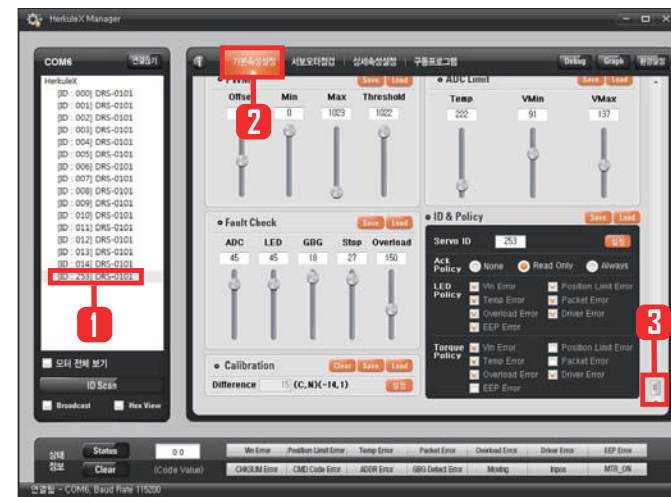 HerkuleX Manager
COM6 연결끊기
HerkuleX
[ID : 000] DRS-0101
[ID : 001] DRS-0101
[ID : 002] DRS-0101
[ID : 003] DRS-0101
[ID : 004] DRS-0101
[ID : 005] DRS-0101
[ID : 006] DRS-0101
[ID : 007] DRS-0101
[ID : 008] DRS-0101
[ID : 009] DRS-0101
[ID : 010] DRS-0101
[ID : 011] DRS-0101
[ID : 012] DRS-0101
[ID : 013] DRS-0101
[ID : 014] DRS-0101
[ID : 253] DRS-0101
1
모터 전체 보기
ID Scan
Broadcast Hex View
기본속성설정 서보모터점검 상세속성설정 구동프로그램 Debug Graph 환경설정
2
PWM Save Load
Offset Min Max Threshold
0 1023 1022
ADC Limit Save Load
Temp VMin VMax
222 91 137
Fault Check Save Load
ADC LED GBG Stop Overload
45 45 18 27 150
Calibration Clear Save Load
Difference 15 (C,N)(-14,1) 설정
ID & Policy Save Load
Servo ID 253 설정
Ack Policy None Read Only Always
LED Policy Vin Error Position Limit Error
Temp Error Packet Error
Overload Error Driver Error
EEP Error
Torque Policy Vin Error Position Limit Error
Temp Error Packet Error
Overload Error Driver Error
EEP Error
3
상태 정보
Status 0 0 Vin Error Position Limit Error Temp Error Packet Error Overload Error Driver Error EEP Error
Clear (Code Value) CHKSUM Error CMD Code Error ADDR Error GBG Detect Error Moving Inpos MTR_ON
연결됨 - COM6, Baud Rate 115200